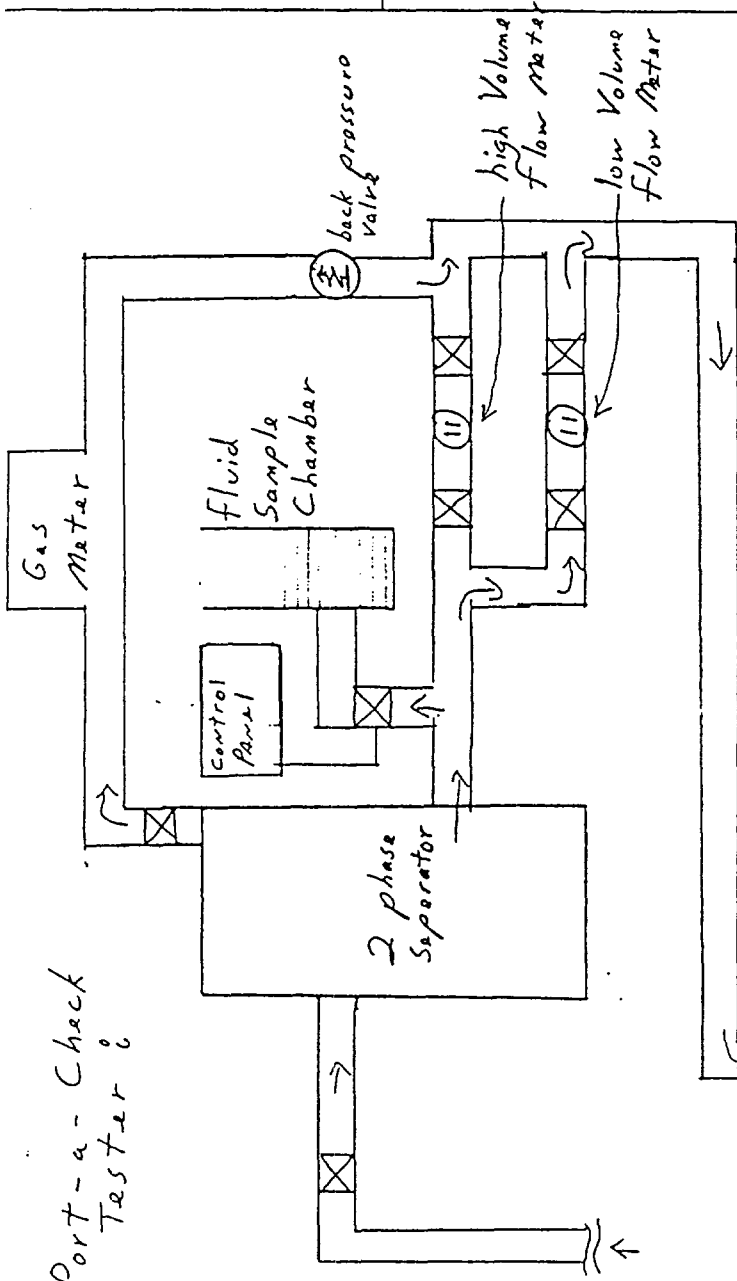 Port-a-Check
Tester :
Gas
Meter
back pressure
valve
fluid
Sample
Chamber
Control
Panel
2 phase
Seperator
high Volume
flow Meter
low Volume
flow Meter